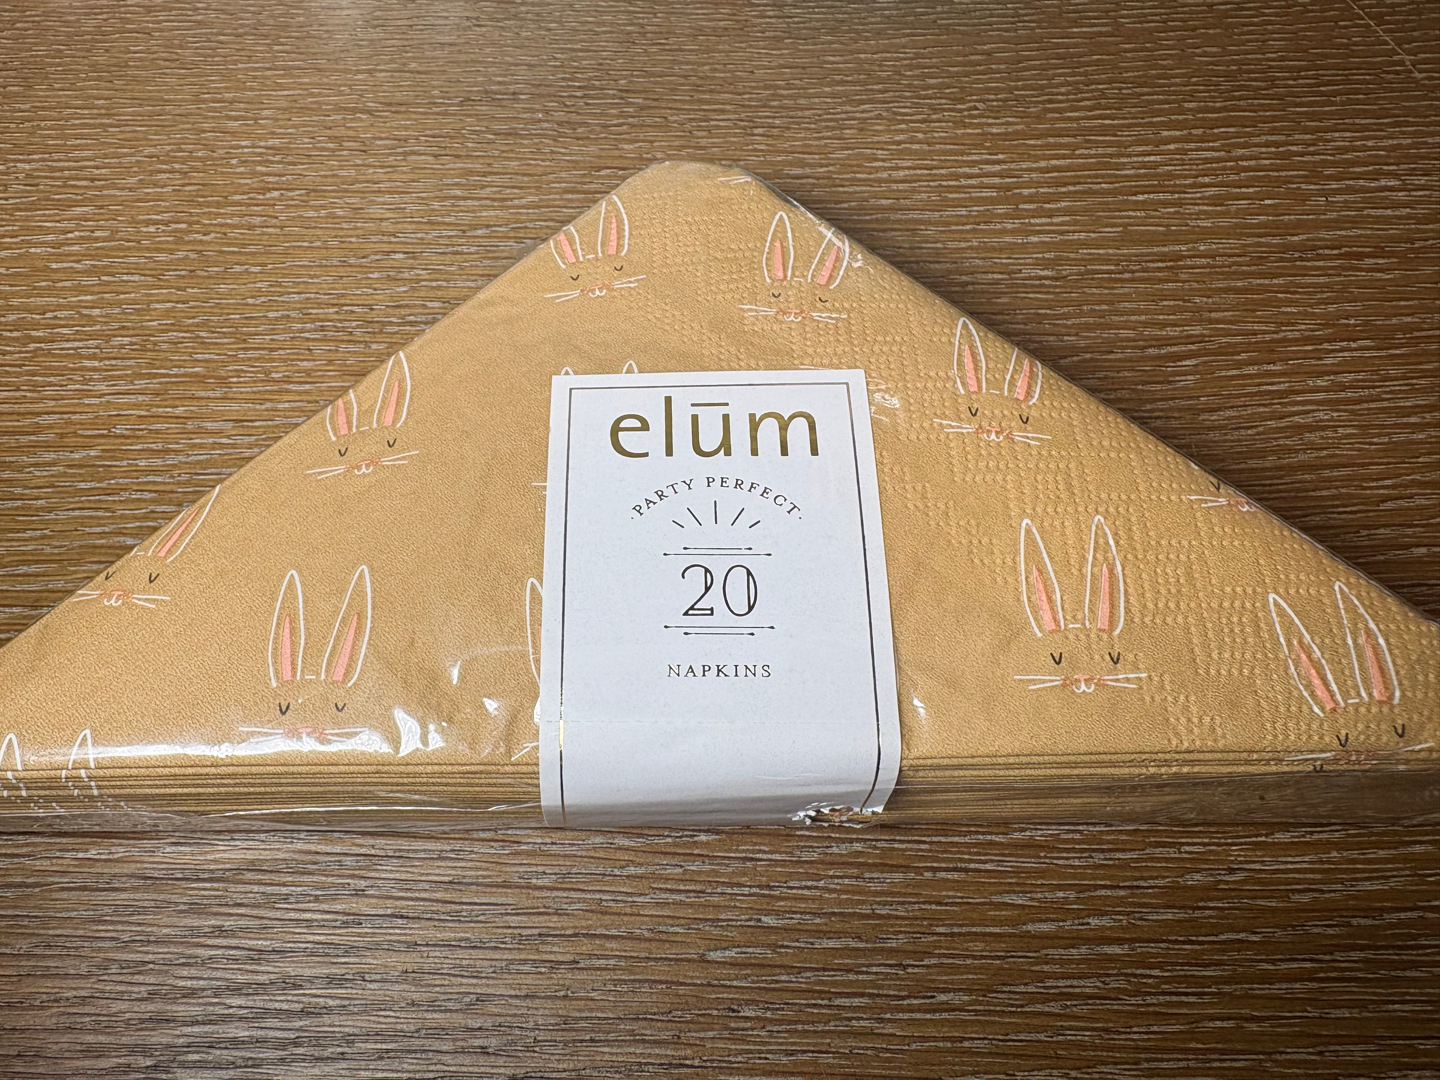 elūm
·PARTY PERFECT·
20
NAPKINS